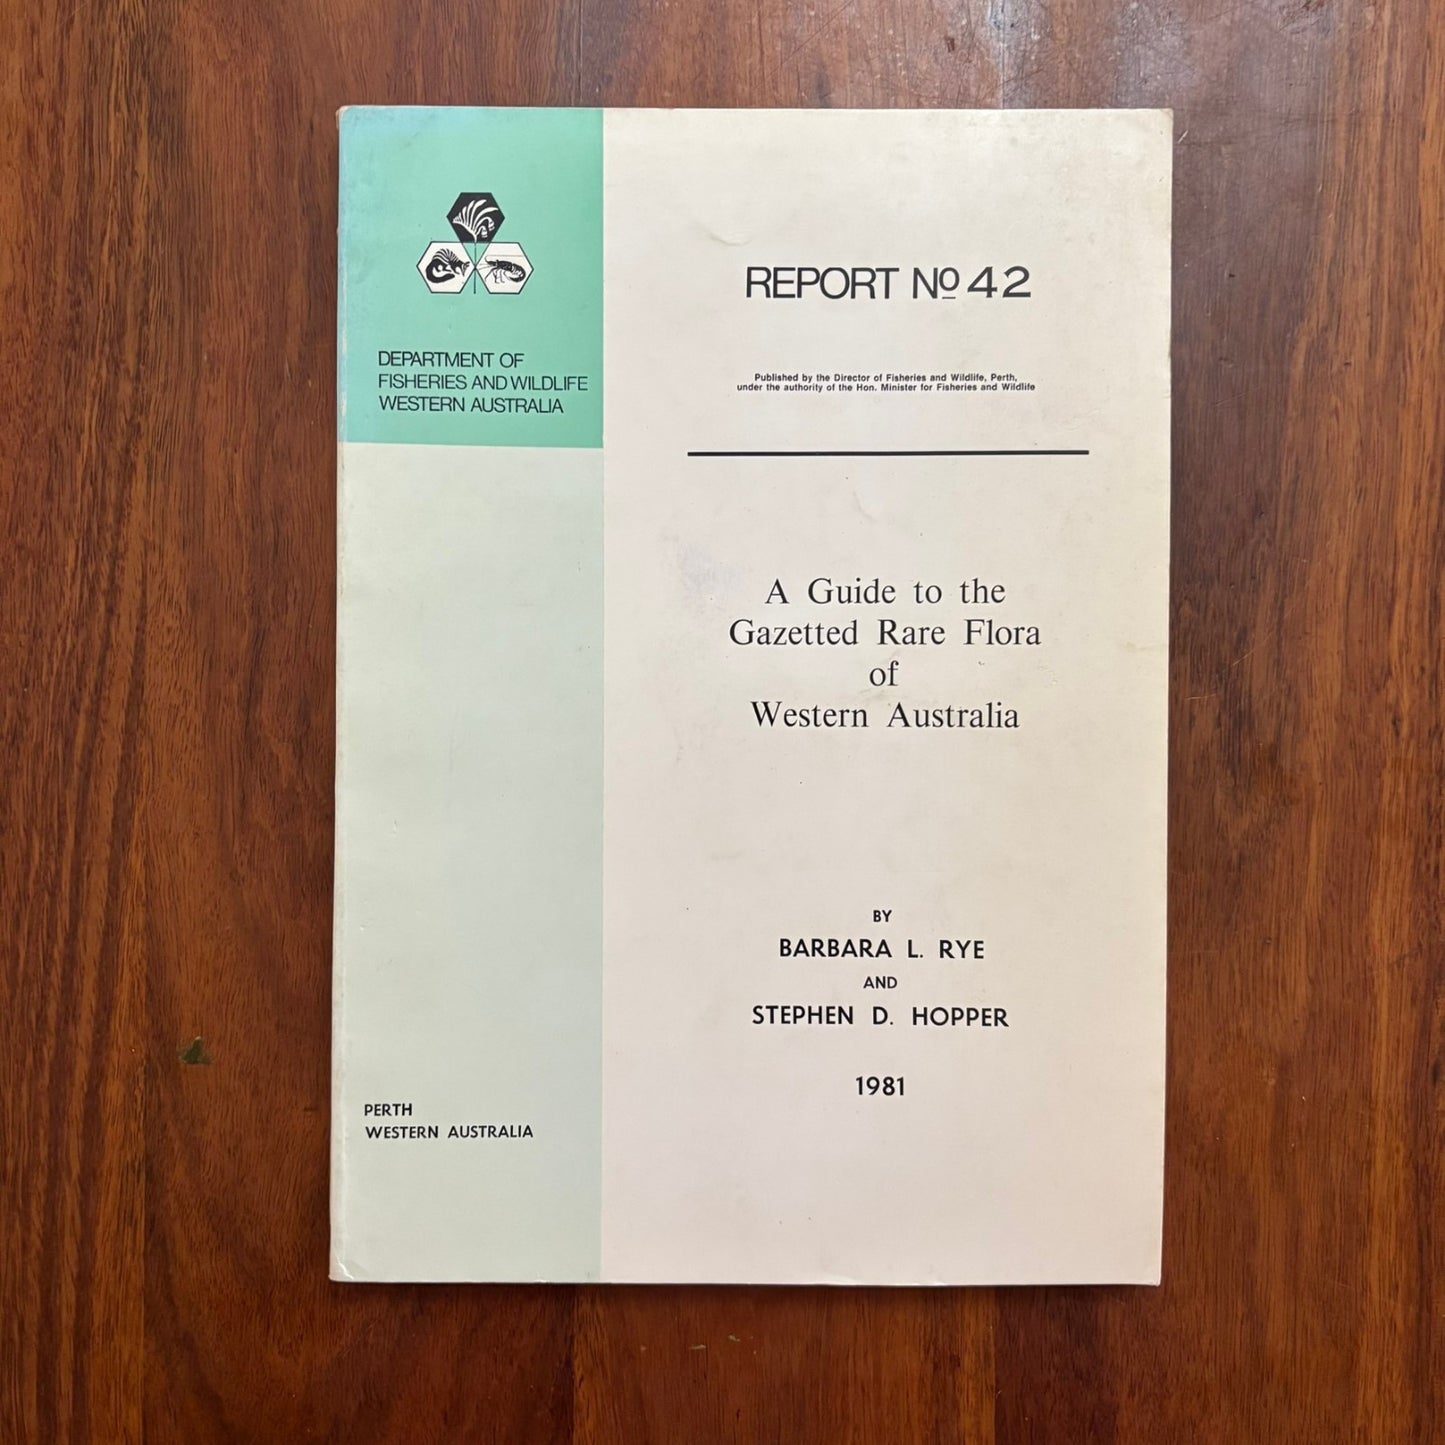 DEPARTMENT OF
FISHERIES AND WILDLIFE
WESTERN AUSTRALIA
REPORT No 42
Published by the Director of Fisheries and Wildlife, Perth,
under the authority of the Hon. Minister for Fisheries and Wildlife
A Guide to the
Gazetted Rare Flora
of
Western Australia
BY
BARBARA L. RYE
AND
STEPHEN D. HOPPER
1981
PERTH
WESTERN AUSTRALIA